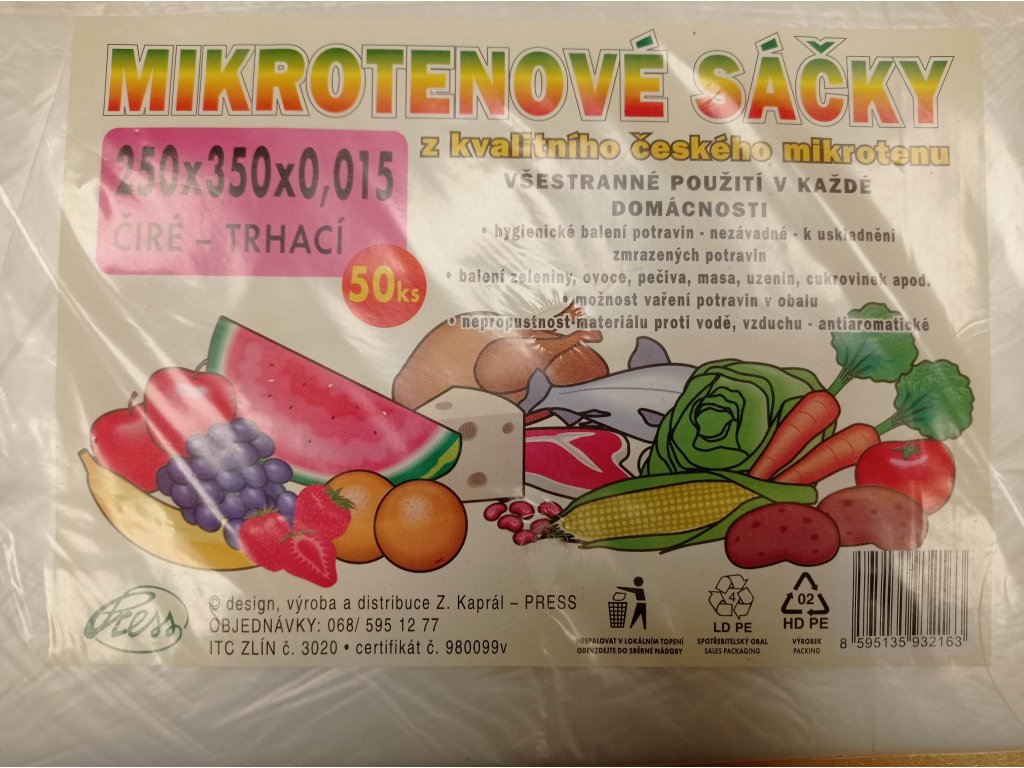 MIKROTENOVÉ SÁČKY
z kvalitního českého mikrotenu
250x350x0,015
ČIRÉ – TRHACÍ
50ks
VŠESTRANNÉ POUŽITÍ V KAŽDÉ
DOMÁCNOSTI
• hygienické balení potravin - nezávadné - k uskladnění
zmrazených potravin
• balení zeleniny, ovoce, pečiva, masa, uzenin, cukrovinek apod.
• možnost vaření potravin v obalu
• nepropustnost materiálu proti vodě, vzduchu - antiaromatické
Press
© design, výroba a distribuce Z. Kaprál – PRESS
OBJEDNÁVKY: 068/ 595 12 77
ITC ZLÍN č. 3020 • certifikát č. 980099v
NESPALOVAT V LOKÁLNÍM TOPENÍ
ODEVZDEJTE DO SBĚRNÉ NÁDOBY
4
LD PE
SPOTŘEBITELSKÝ OBAL
SALES PACKAGING
02
HD PE
VÝROBEK
PACKING
8 595135 932163